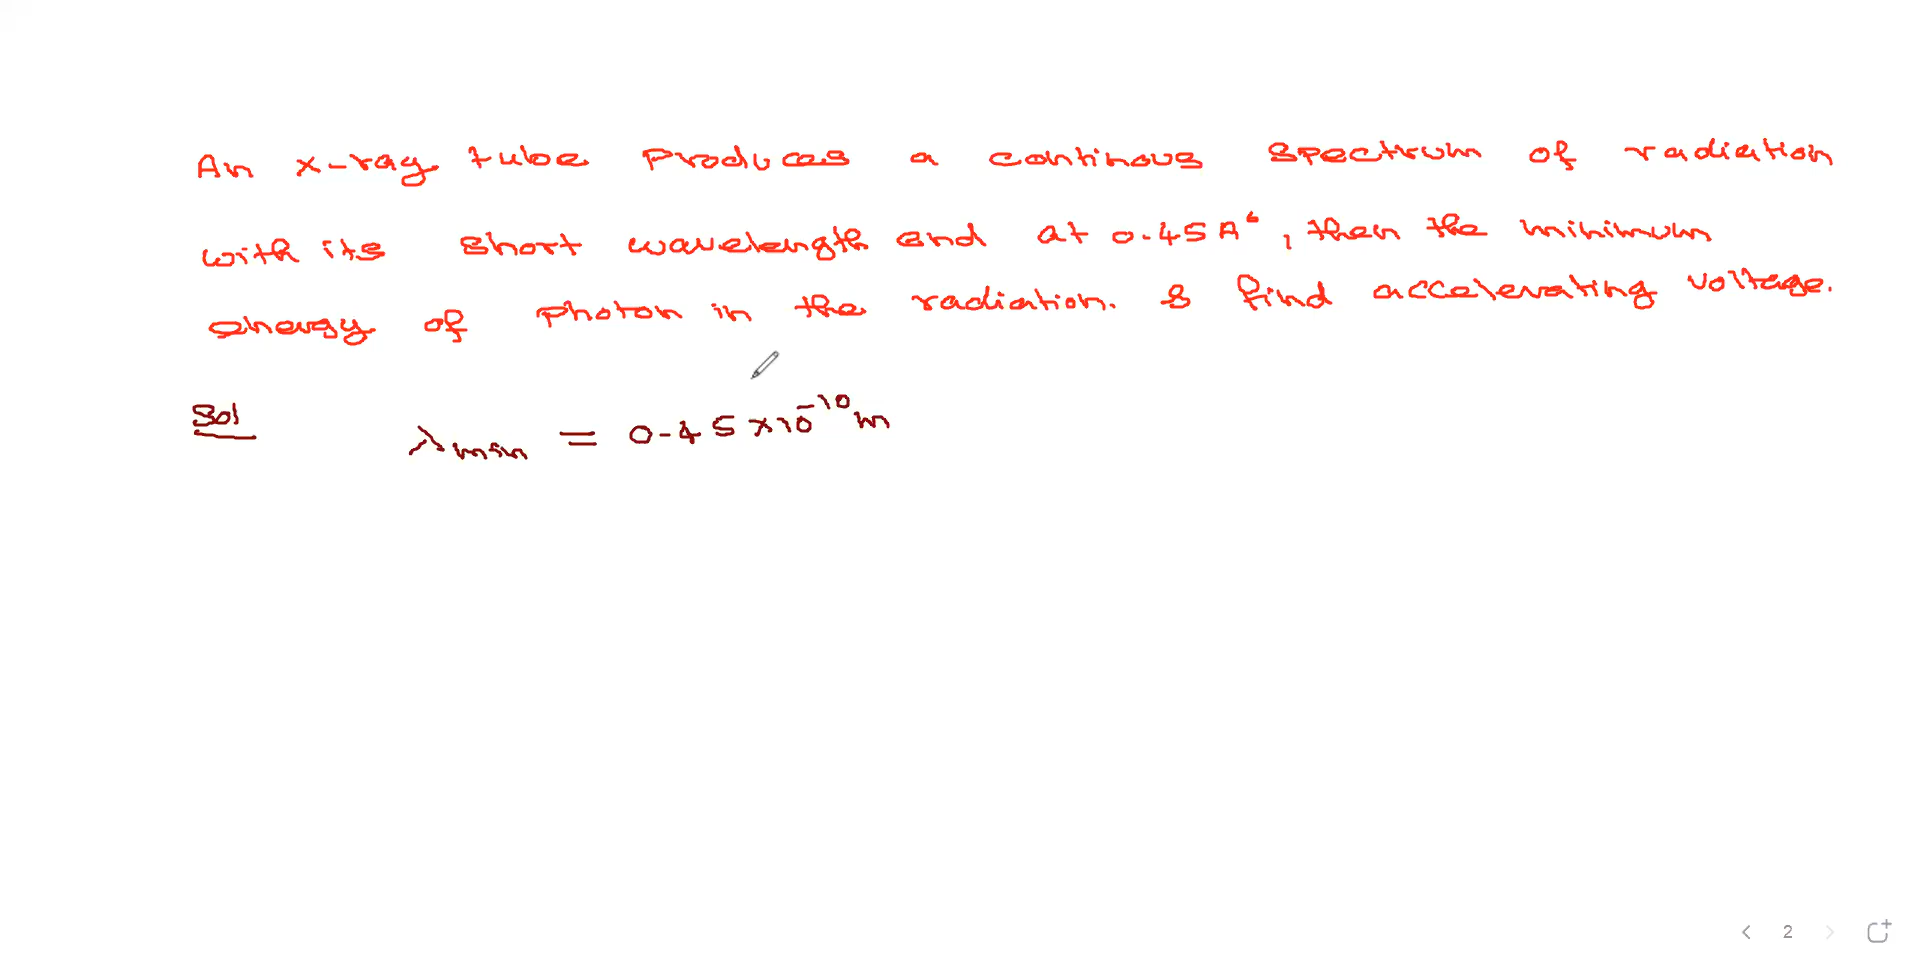 An x-ray tube produces a continous spectrum of radiation
with its short wavelength end at 0.45 A°, then the minimum
energy of photon in the radiation. & find accelerating voltage.
Sol
λmin = 0.45 x 10⁻¹⁰ m
2